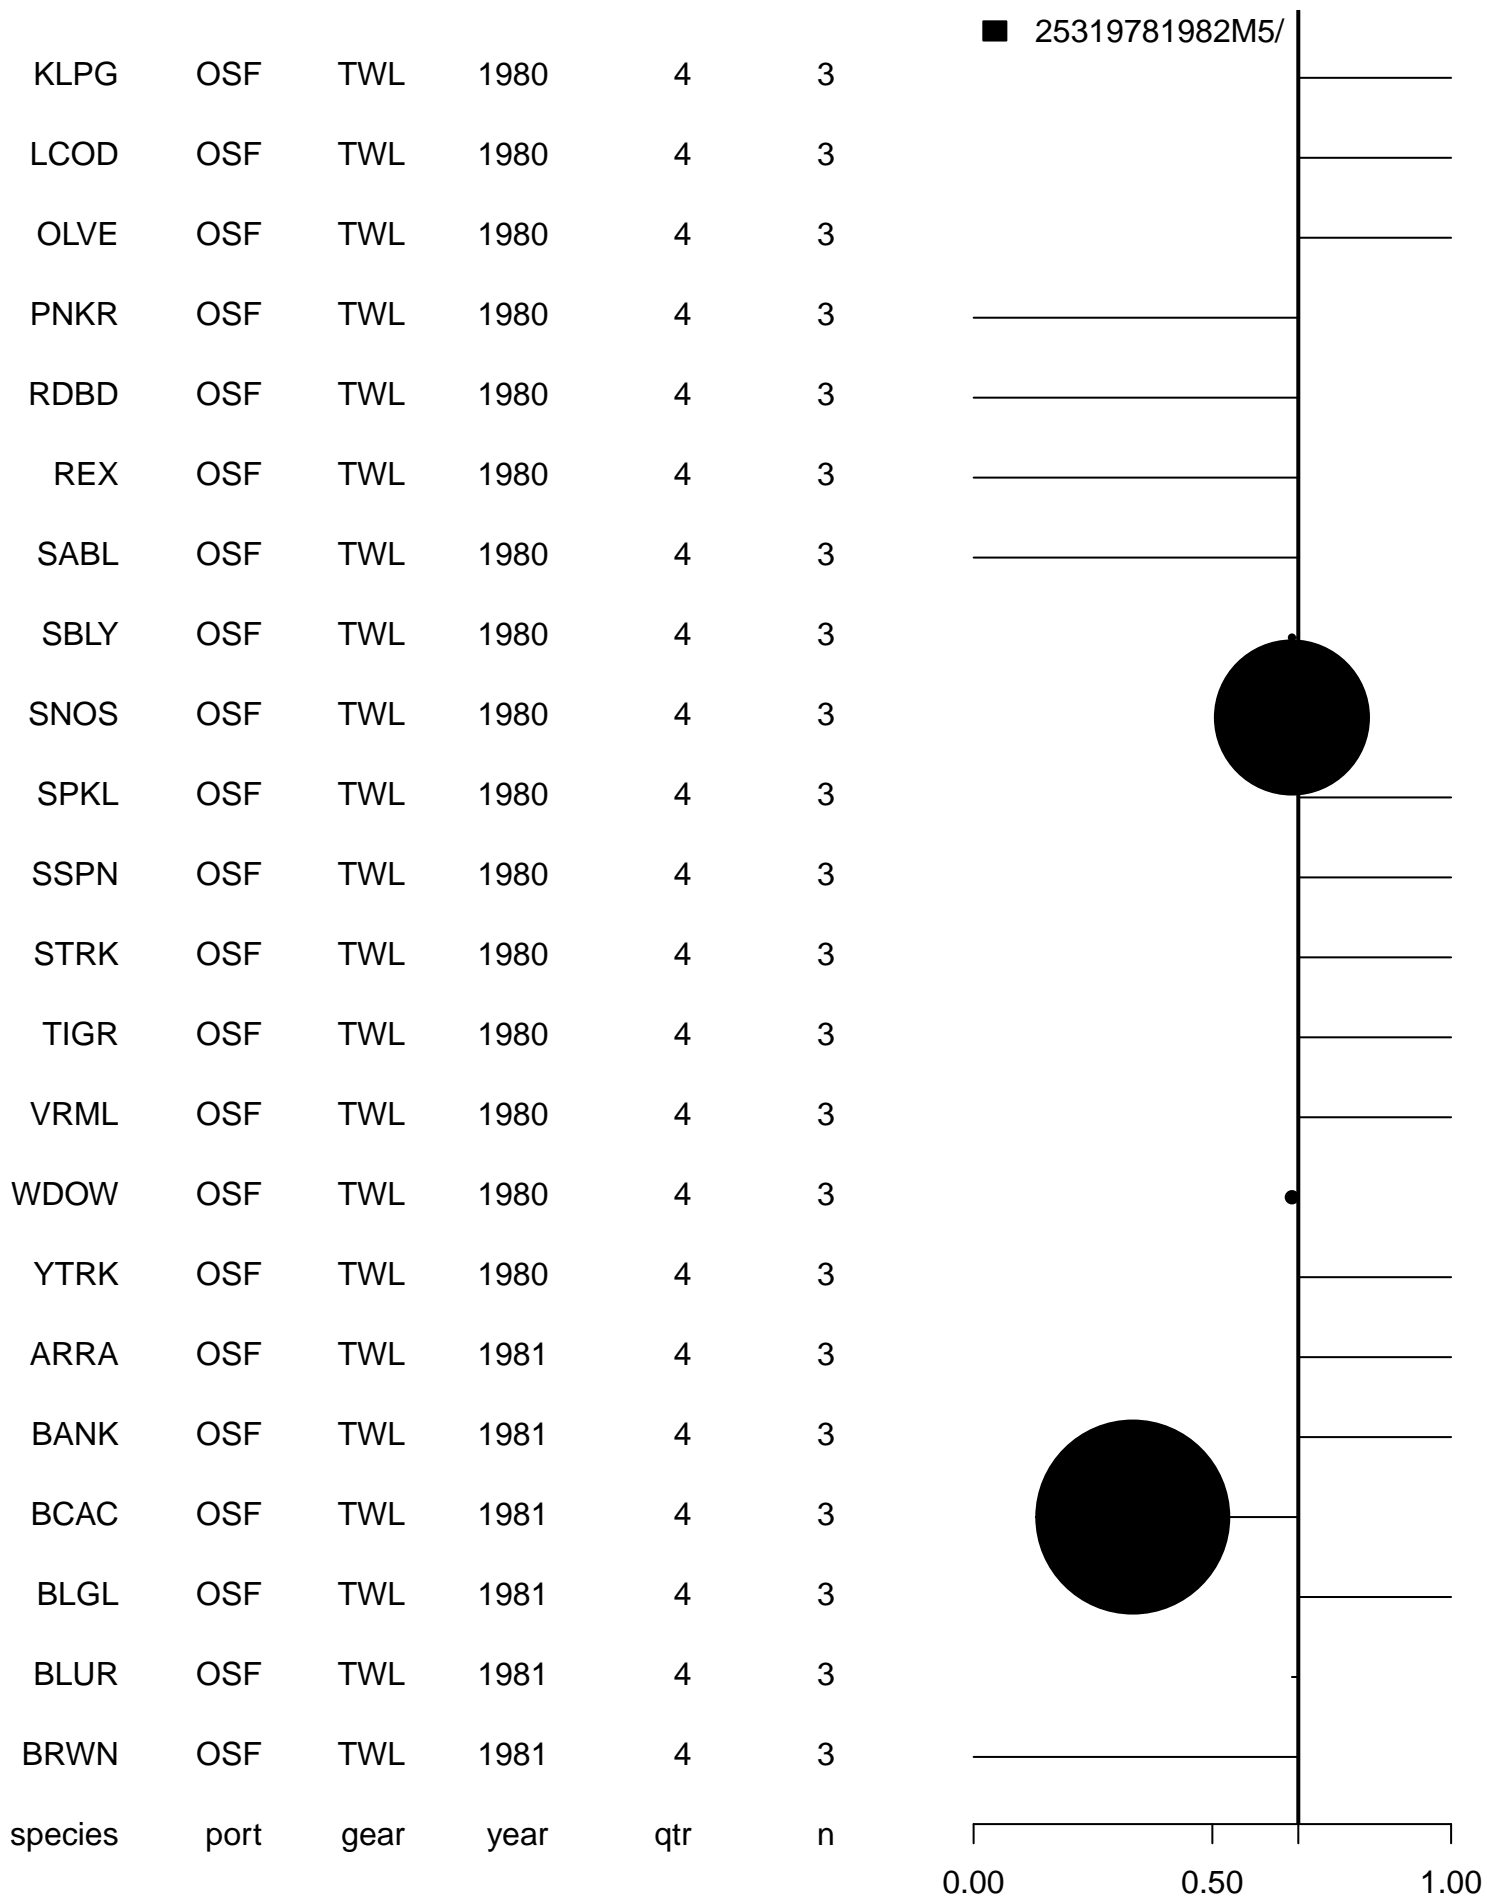 25319781982M5/
KLPG OSF TWL 1980 4 3
LCOD OSF TWL 1980 4 3
OLVE OSF TWL 1980 4 3
PNKR OSF TWL 1980 4 3
RDBD OSF TWL 1980 4 3
REX OSF TWL 1980 4 3
SABL OSF TWL 1980 4 3
SBLY OSF TWL 1980 4 3
SNOS OSF TWL 1980 4 3
SPKL OSF TWL 1980 4 3
SSPN OSF TWL 1980 4 3
STRK OSF TWL 1980 4 3
TIGR OSF TWL 1980 4 3
VRML OSF TWL 1980 4 3
WDOW OSF TWL 1980 4 3
YTRK OSF TWL 1980 4 3
ARRA OSF TWL 1981 4 3
BANK OSF TWL 1981 4 3
BCAC OSF TWL 1981 4 3
BLGL OSF TWL 1981 4 3
BLUR OSF TWL 1981 4 3
BRWN OSF TWL 1981 4 3
species port gear year qtr n
0.00 0.50 1.00